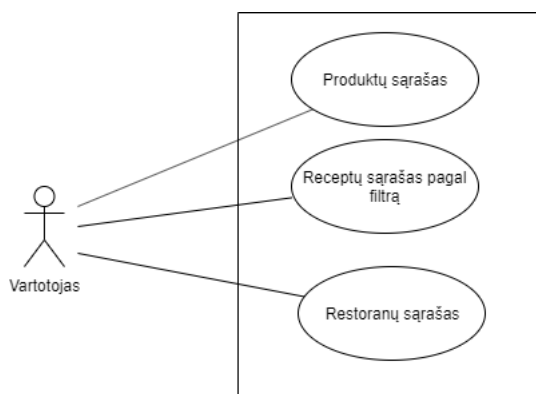 Produktų sąrašas
Receptų sąrašas pagal
filtrą
Vartotojas
Restoranų sąrašas